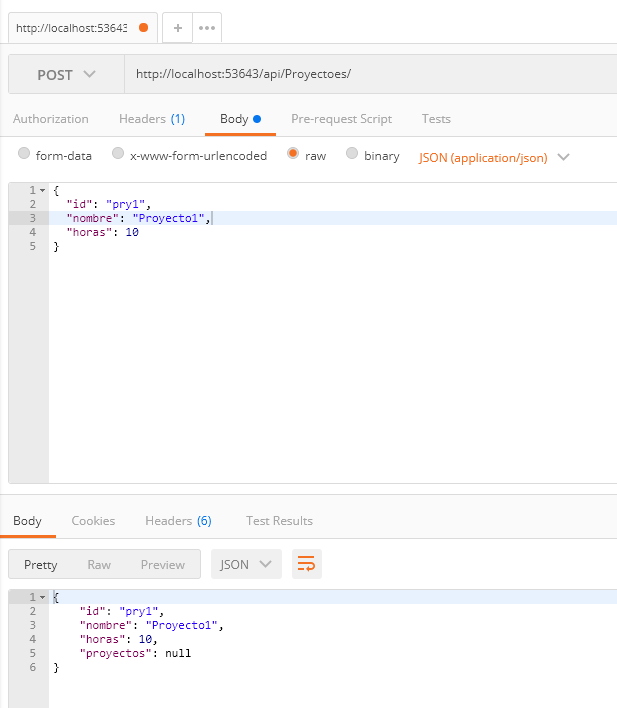 http://localhost:53643
+ •••
POST http://localhost:53643/api/Proyectoes/
Authorization Headers (1) Body Pre-request Script Tests
form-data x-www-form-urlencoded raw binary JSON (application/json)
1 {
2 "id": "pry1",
3 "nombre": "Proyecto1",
4 "horas": 10
5 }
Body Cookies Headers (6) Test Results
Pretty Raw Preview JSON
1 {
2 "id": "pry1",
3 "nombre": "Proyecto1",
4 "horas": 10,
5 "proyectos": null
6 }